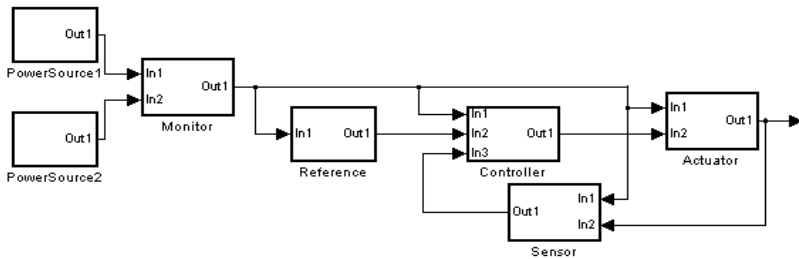 Out1
PowerSource1
In1
In2
Out1
Monitor
Out1
PowerSource2
In1
Out1
Reference
In1
In2
In3
Out1
Controller
In1
In2
Out1
Actuator
Out1
In1
In2
Sensor